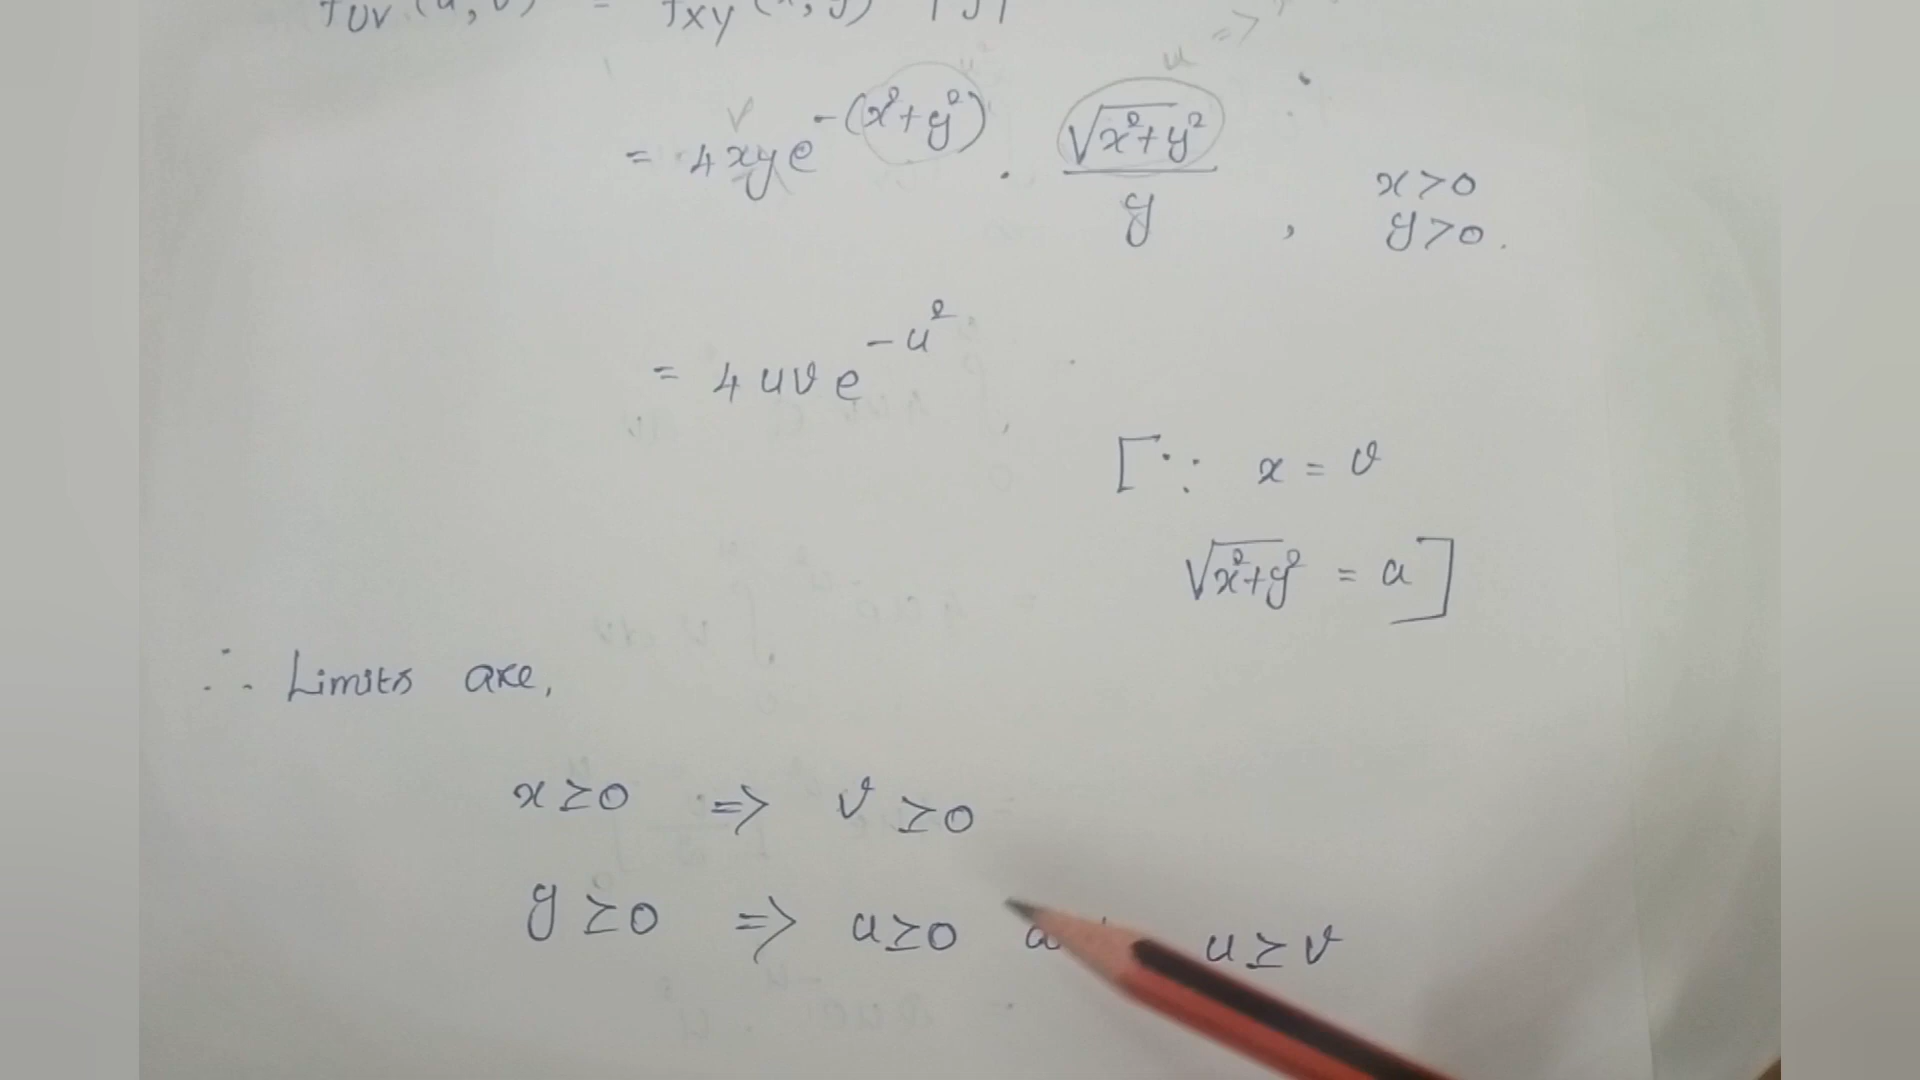 = 4xye^{-(x²+y²)} . √(x²+y²) / y , x>0
y>0.
= 4uve^{-u²}
[∵ x = v
√(x²+y²) = u]
∴ Limits are,
x≥0 => v≥0
y≥0 => u≥0 u≥v